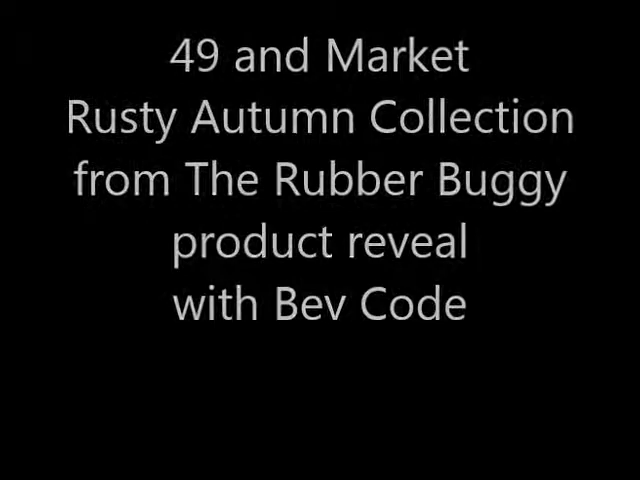 49 and Market
Rusty Autumn Collection
from The Rubber Buggy
product reveal
with Bev Code